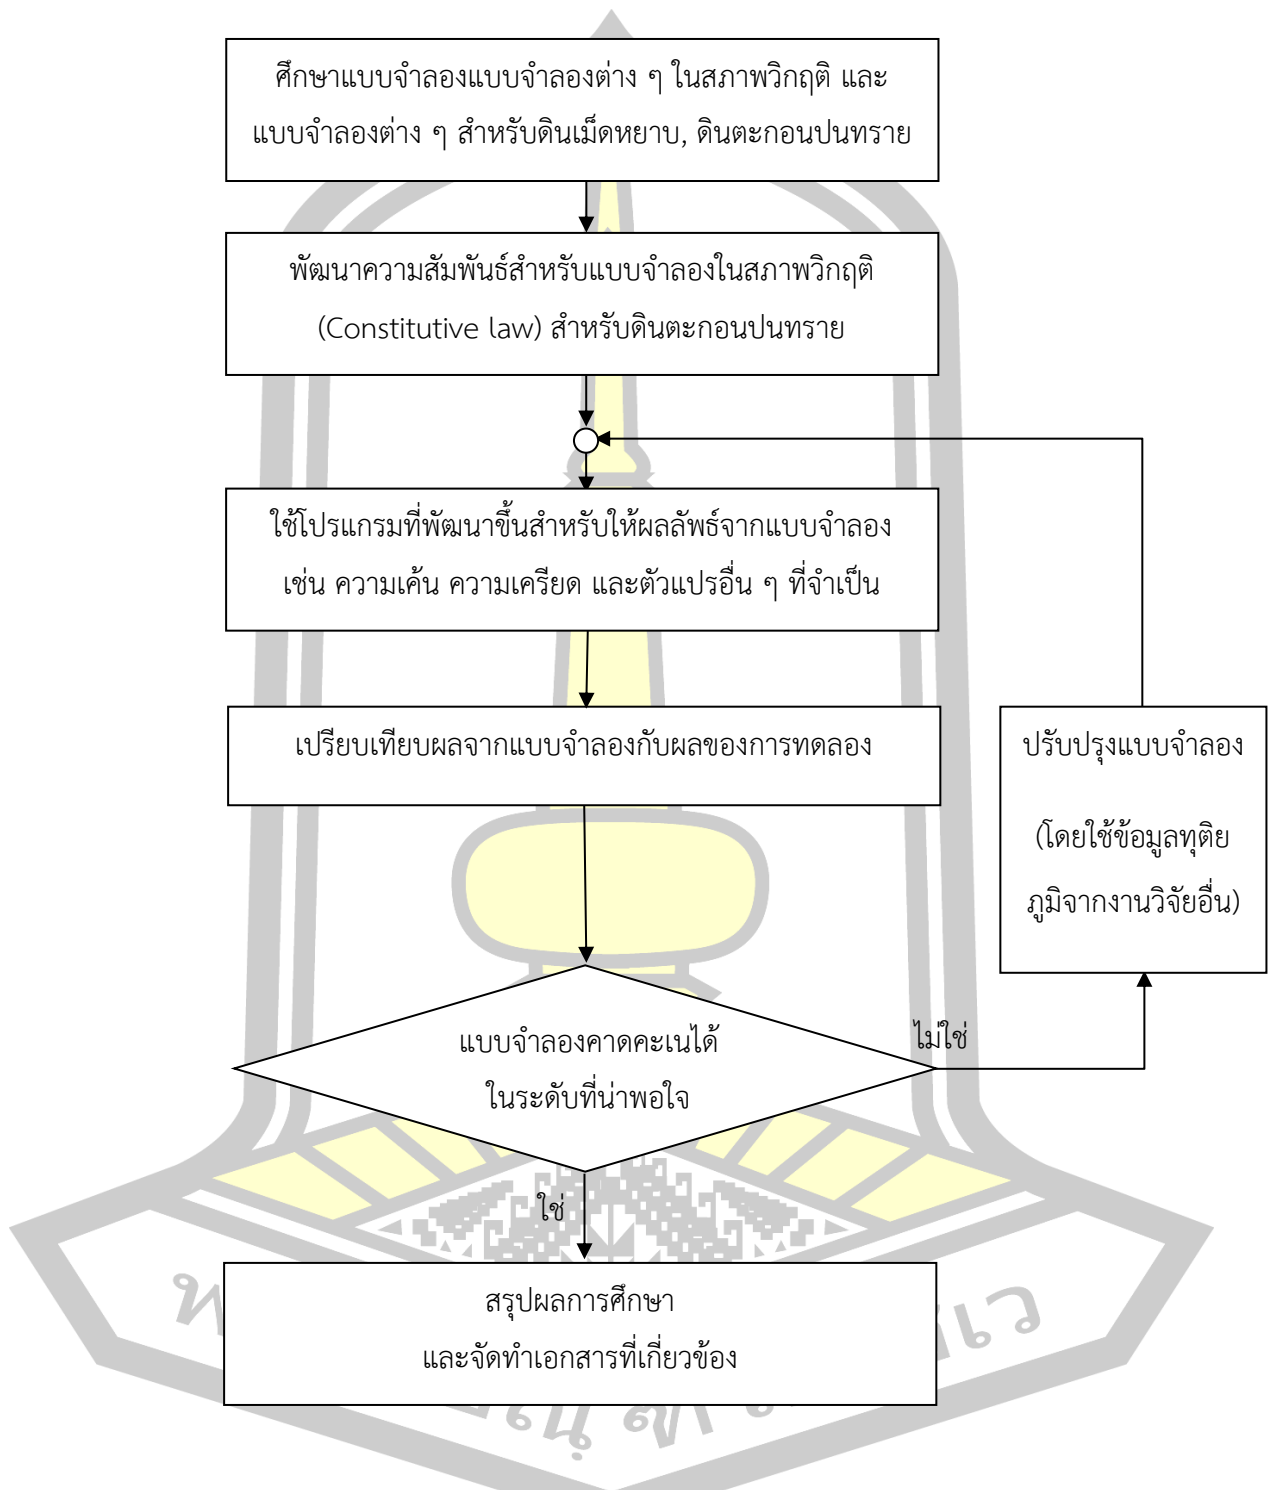 ศึกษาแบบจำลองแบบจำลองต่าง ๆ ในสภาพวิกฤติ และ
แบบจำลองต่าง ๆ สำหรับดินเม็ดหยาบ, ดินตะกอนปนทราย
พัฒนาความสัมพันธ์สำหรับแบบจำลองในสภาพวิกฤติ
(Constitutive law) สำหรับดินตะกอนปนทราย
ใช้โปรแกรมที่พัฒนาขึ้นสำหรับให้ผลลัพธ์จากแบบจำลอง
เช่น ความเค้น ความเครียด และตัวแปรอื่น ๆ ที่จำเป็น
เปรียบเทียบผลจากแบบจำลองกับผลของการทดลอง
ปรับปรุงแบบจำลอง
(โดยใช้ข้อมูลทุติย
ภูมิจากงานวิจัยอื่น)
แบบจำลองคาดคะเนได้
ในระดับที่น่าพอใจ
ไม่ใช่
ใช่
สรุปผลการศึกษา
และจัดทำเอกสารที่เกี่ยวข้อง